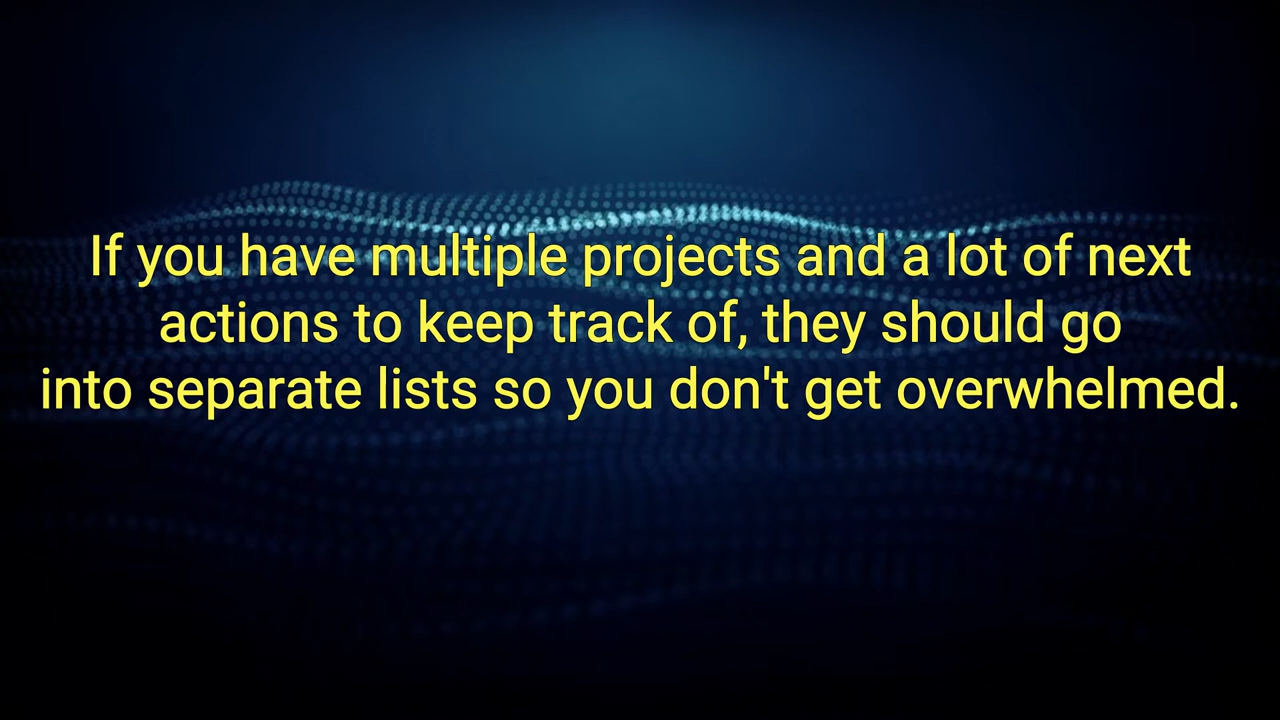 If you have multiple projects and a lot of next
actions to keep track of, they should go
into separate lists so you don't get overwhelmed.